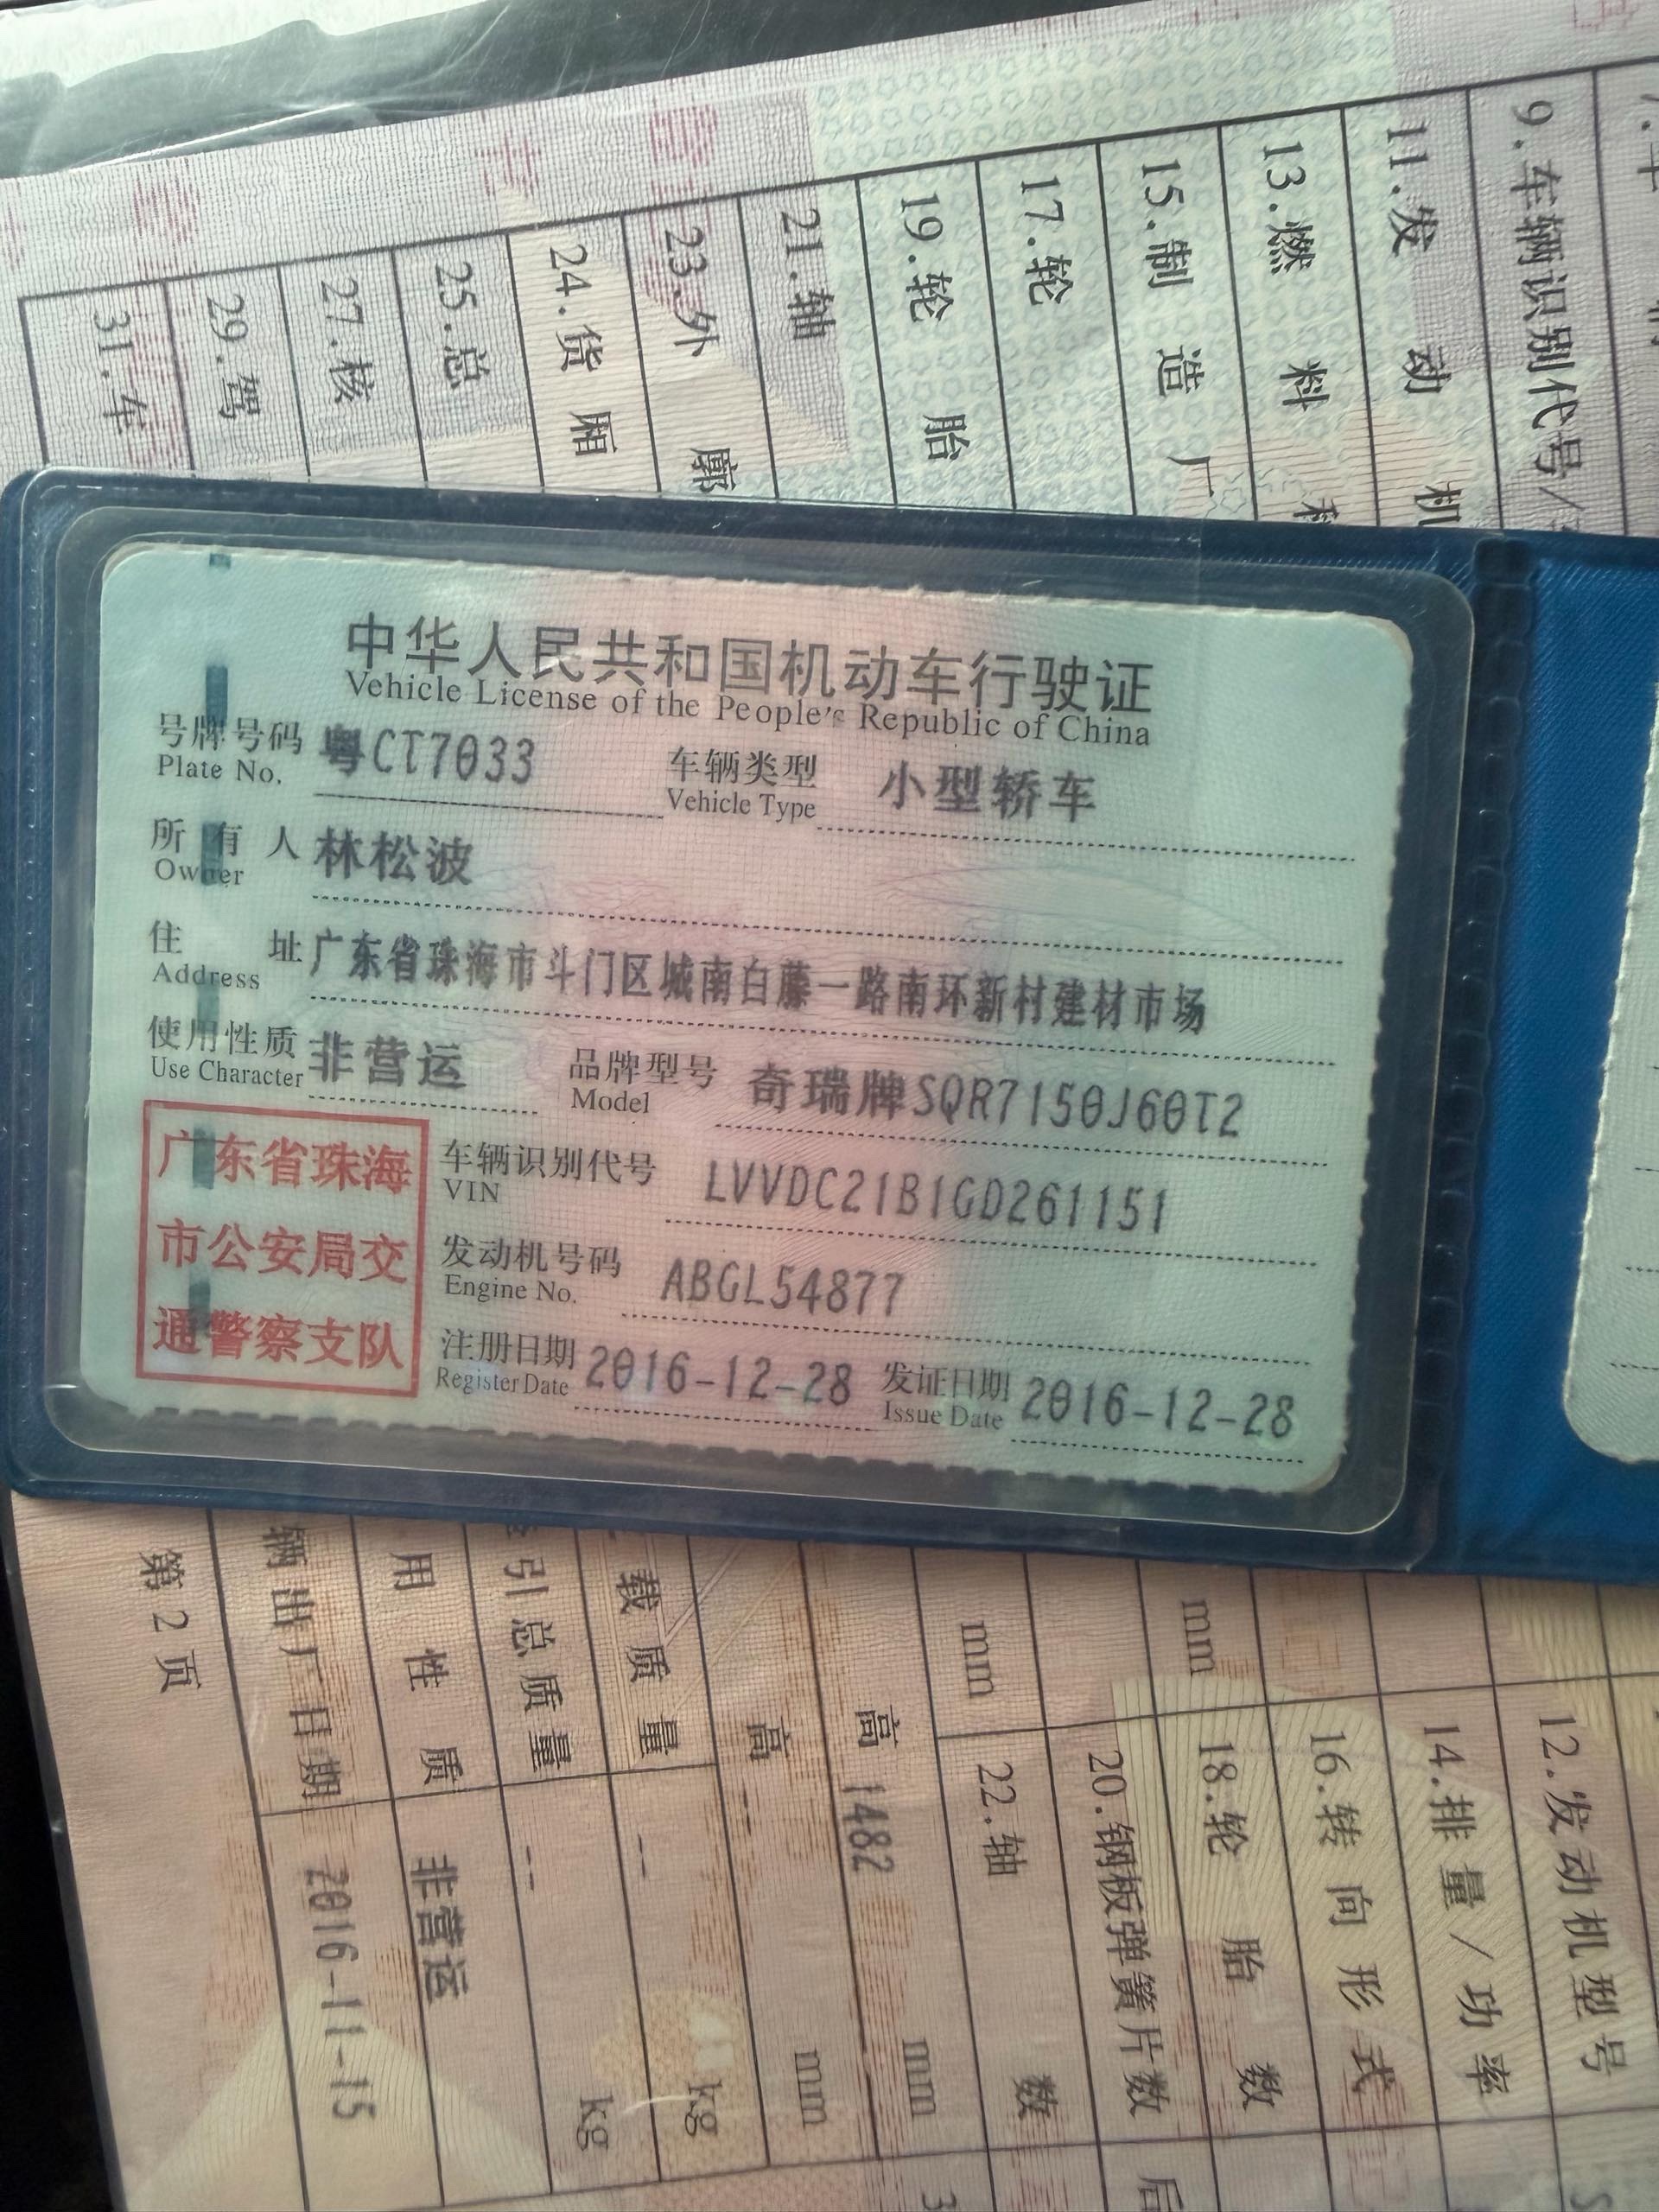 中华人民共和国机动车行驶证
Vehicle License of the People's Republic of China
号牌号码 粤CT7033 车辆类型 小型轿车
Plate No. Vehicle Type
所有人 林松波
Owner
住址 广东省珠海市斗门区城南白藤一路南环新村建材市场
Address
使用性质 非营运 品牌型号 奇瑞牌SQR7150J60T2
Use Character Model
广东省珠海
市公安局交
通警察支队
车辆识别代号 LVVDC21B1GD261151
VIN
发动机号码 ABGL54877
Engine No.
注册日期 2016-12-28 发证日期 2016-12-28
Register Date Issue Date
9.车辆识别代号/
11.发动机
12.发动机型号
13.燃料
14.排量/功率
15.制造厂
16.转向形式
17.轮
18.轮胎数
mm
19.轮胎
20.钢板弹簧片数
mm
21.轴
22.轴数
23.外廓
高 1482 mm
24.货厢
高 -- mm
25.总
载质量 -- kg
27.核
引总质量 -- kg
29.驾
用性质 非营运
31.车
辆出厂日期 2016-11-15
第2页